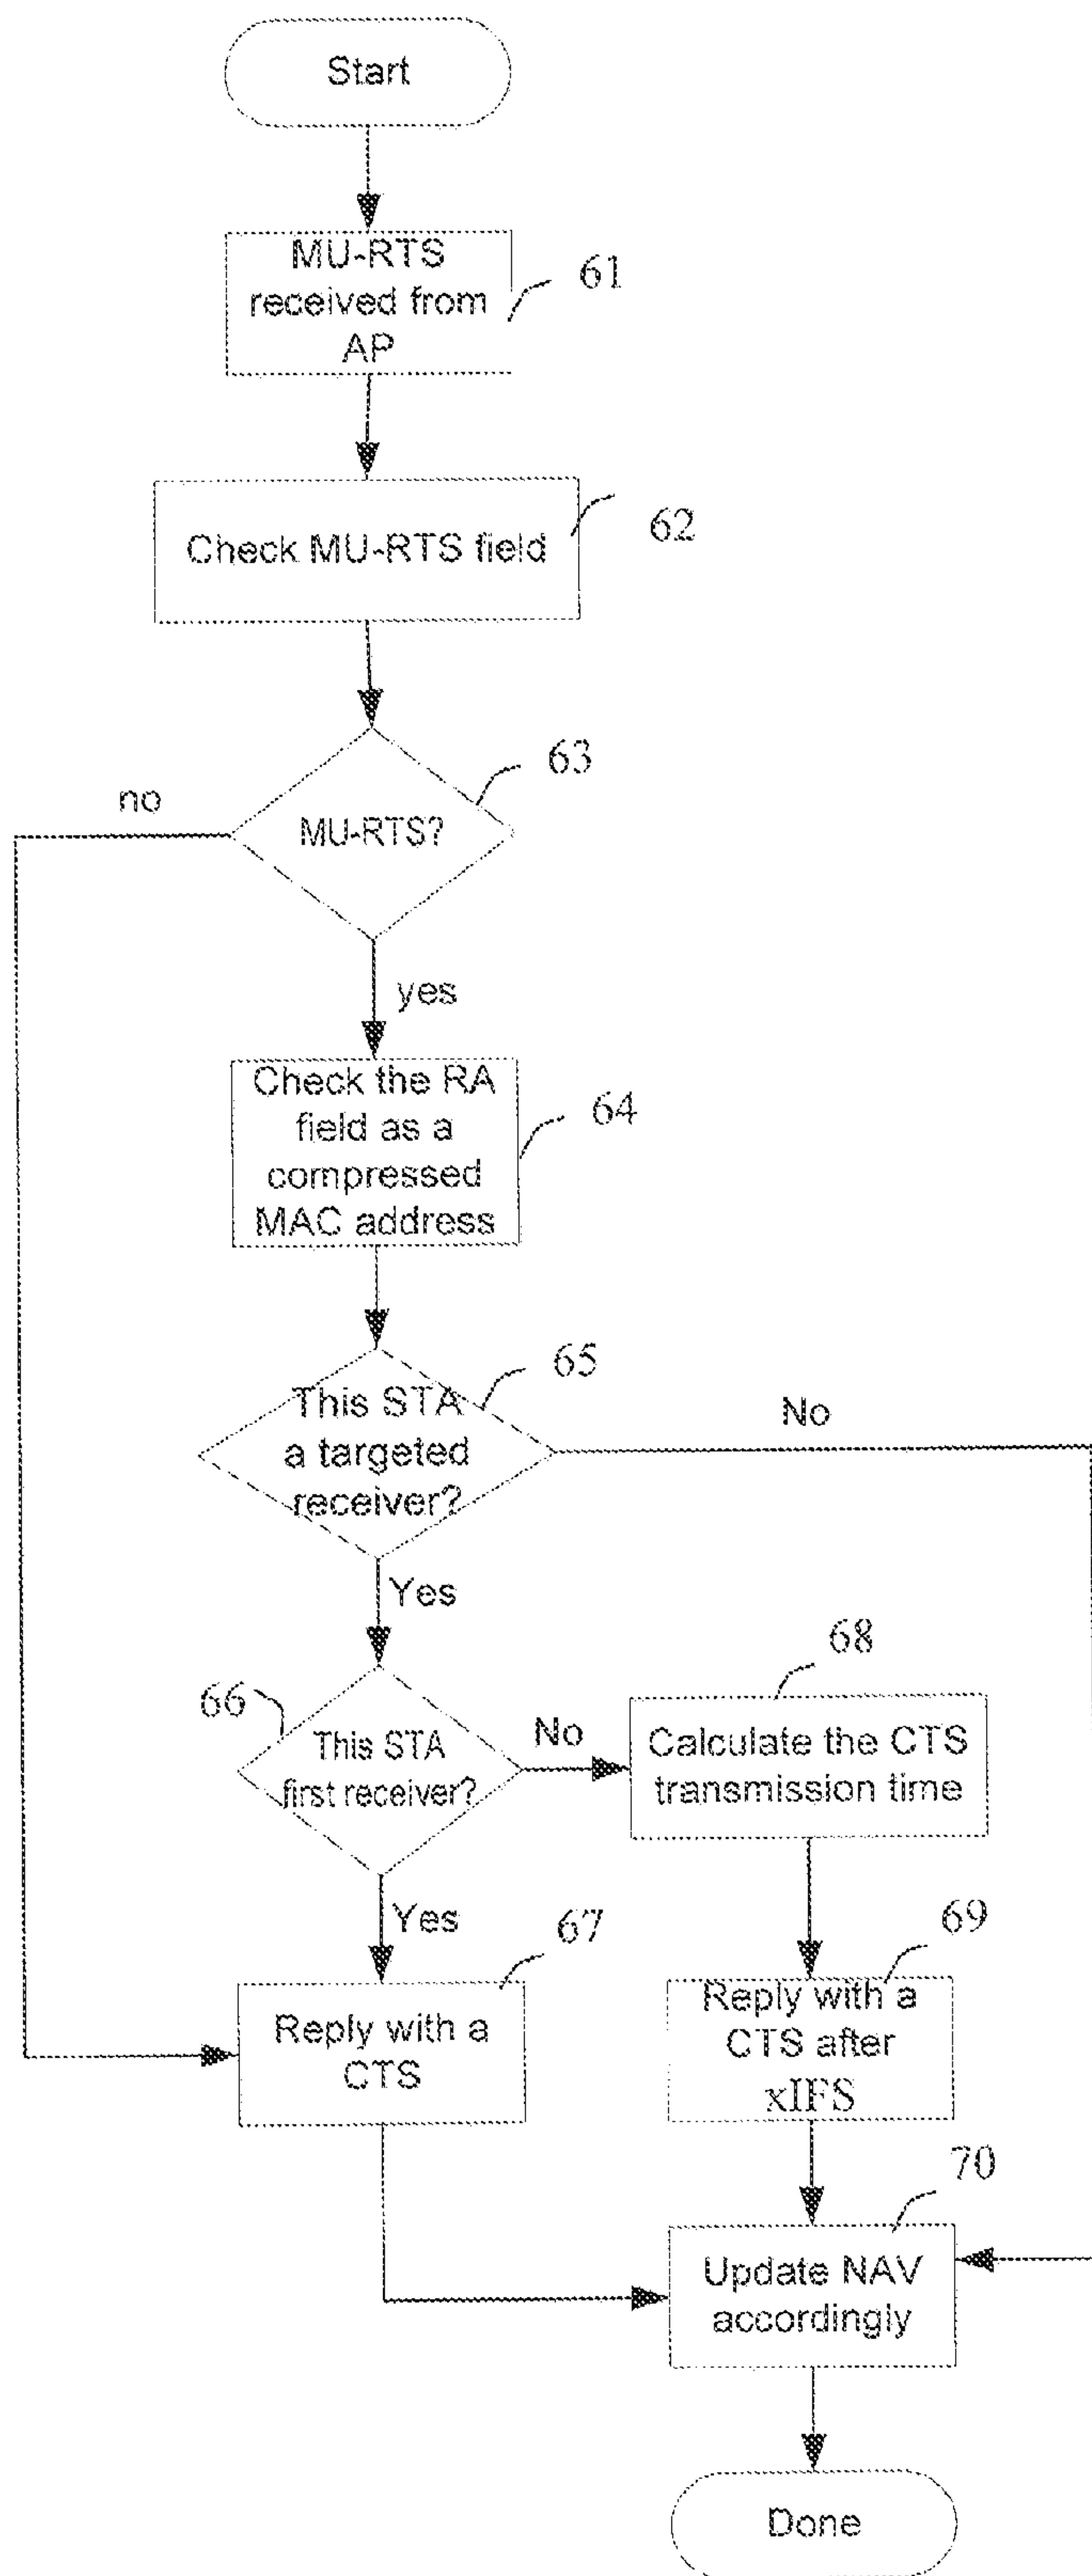 Start
MU-RTS
received from
AP
61
Check MU-RTS field
62
63
no
MU-RTS?
yes
Check the RA
field as a
compressed
MAC address
64
65
This STA
a targeted
receiver?
No
Yes
66
This STA
first receiver?
No
68
Calculate the CTS
transmission time
Yes
67
Reply with a
CTS
69
Reply with a
CTS after
xIFS
70
Update NAV
accordingly
Done